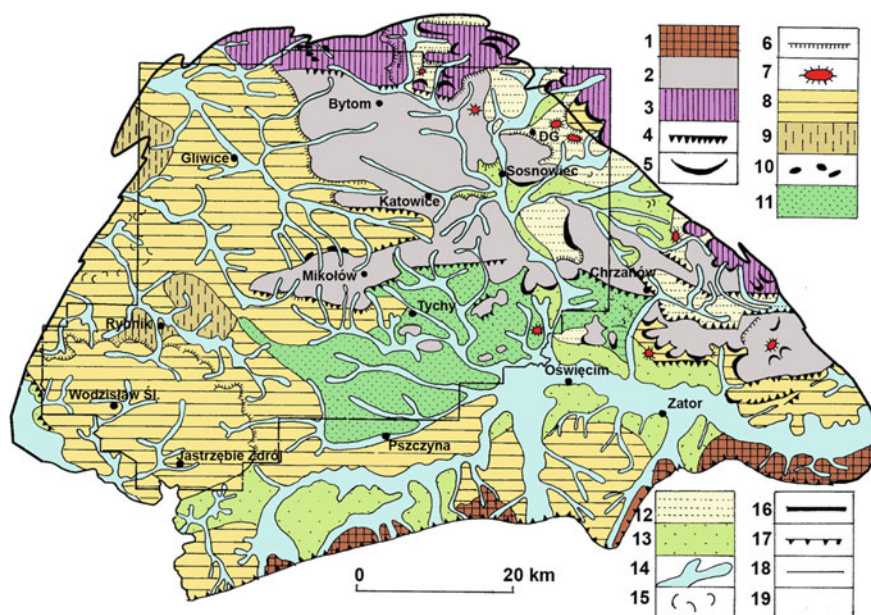 1
2
3
4
5
6
7
8
9
10
11
Bytom
DG
Gliwice
Sosnowiec
Katowice
Mikołów
Chrzanów
Tychy
Rybnik
Oświęcim
Wodzisław Śl.
Zator
Pszczyna
Jastrzębie Zdrój
12
13
14
15
16
17
18
19
0 20 km